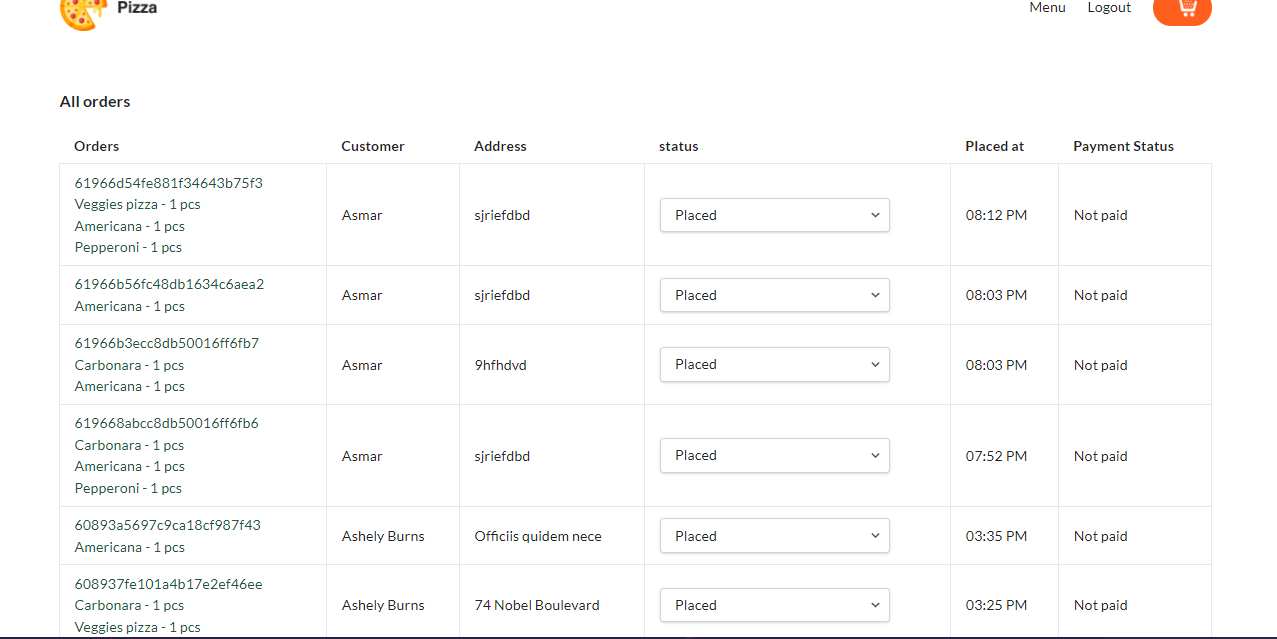 Pizza
Menu Logout
All orders
Orders Customer Address status Placed at Payment Status
61966d54fe881f34643b75f3
Veggies pizza - 1 pcs
Americana - 1 pcs
Pepperoni - 1 pcs
Asmar sjriefdbd Placed 08:12 PM Not paid
61966b56fc48db1634c6aea2
Americana - 1 pcs
Asmar sjriefdbd Placed 08:03 PM Not paid
61966b3ecc8db50016ff6fb7
Carbonara - 1 pcs
Americana - 1 pcs
Asmar 9hfhdvd Placed 08:03 PM Not paid
619668abcc8db50016ff6fb6
Carbonara - 1 pcs
Americana - 1 pcs
Pepperoni - 1 pcs
Asmar sjriefdbd Placed 07:52 PM Not paid
60893a5697c9ca18cf987f43
Americana - 1 pcs
Ashely Burns Officiis quidem nece Placed 03:35 PM Not paid
608937fe101a4b17e2ef46ee
Carbonara - 1 pcs
Veggies pizza - 1 pcs
Ashely Burns 74 Nobel Boulevard Placed 03:25 PM Not paid